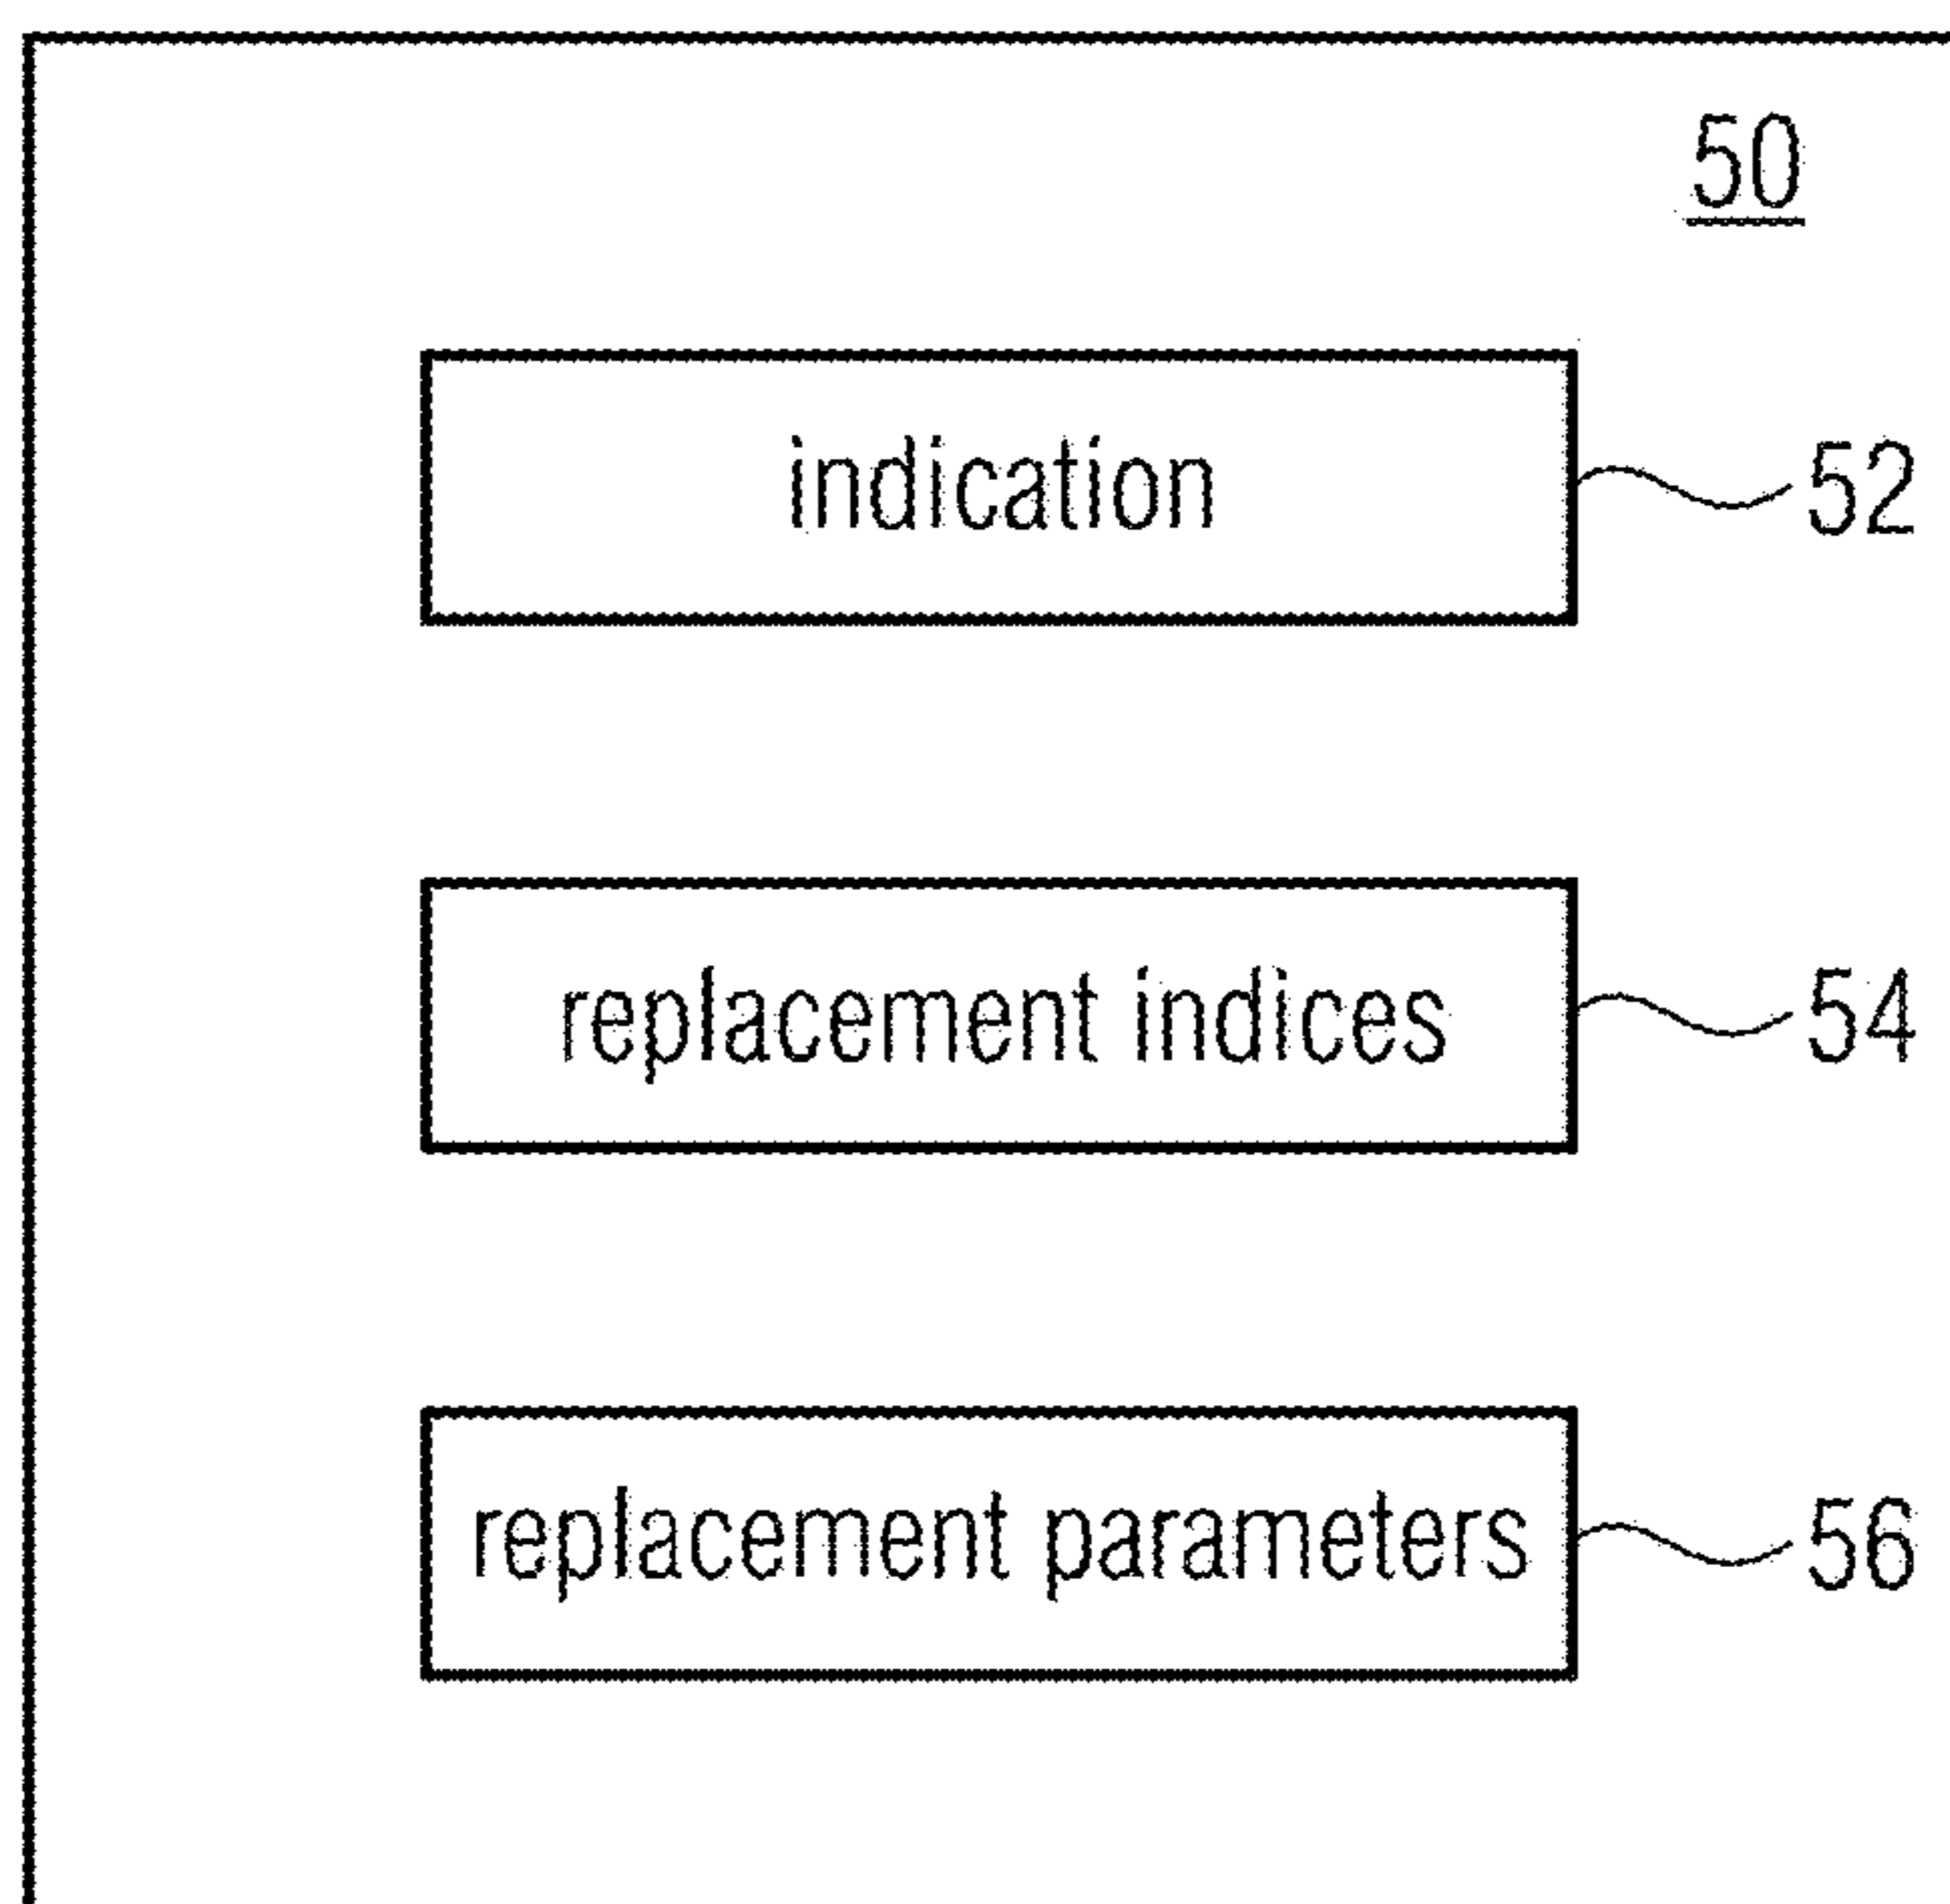 50
indication 52
replacement indices 54
replacement parameters 56